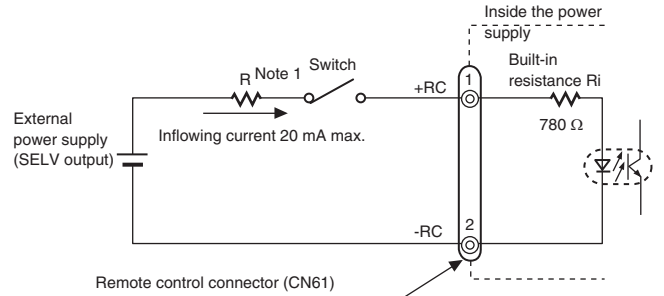 Inside the power
supply
Built-in
resistance Ri
780 Ω
R Note 1 Switch
+RC
1
Inflowing current 20 mA max.
External
power supply
(SELV output)
-RC
2
Remote control connector (CN61)